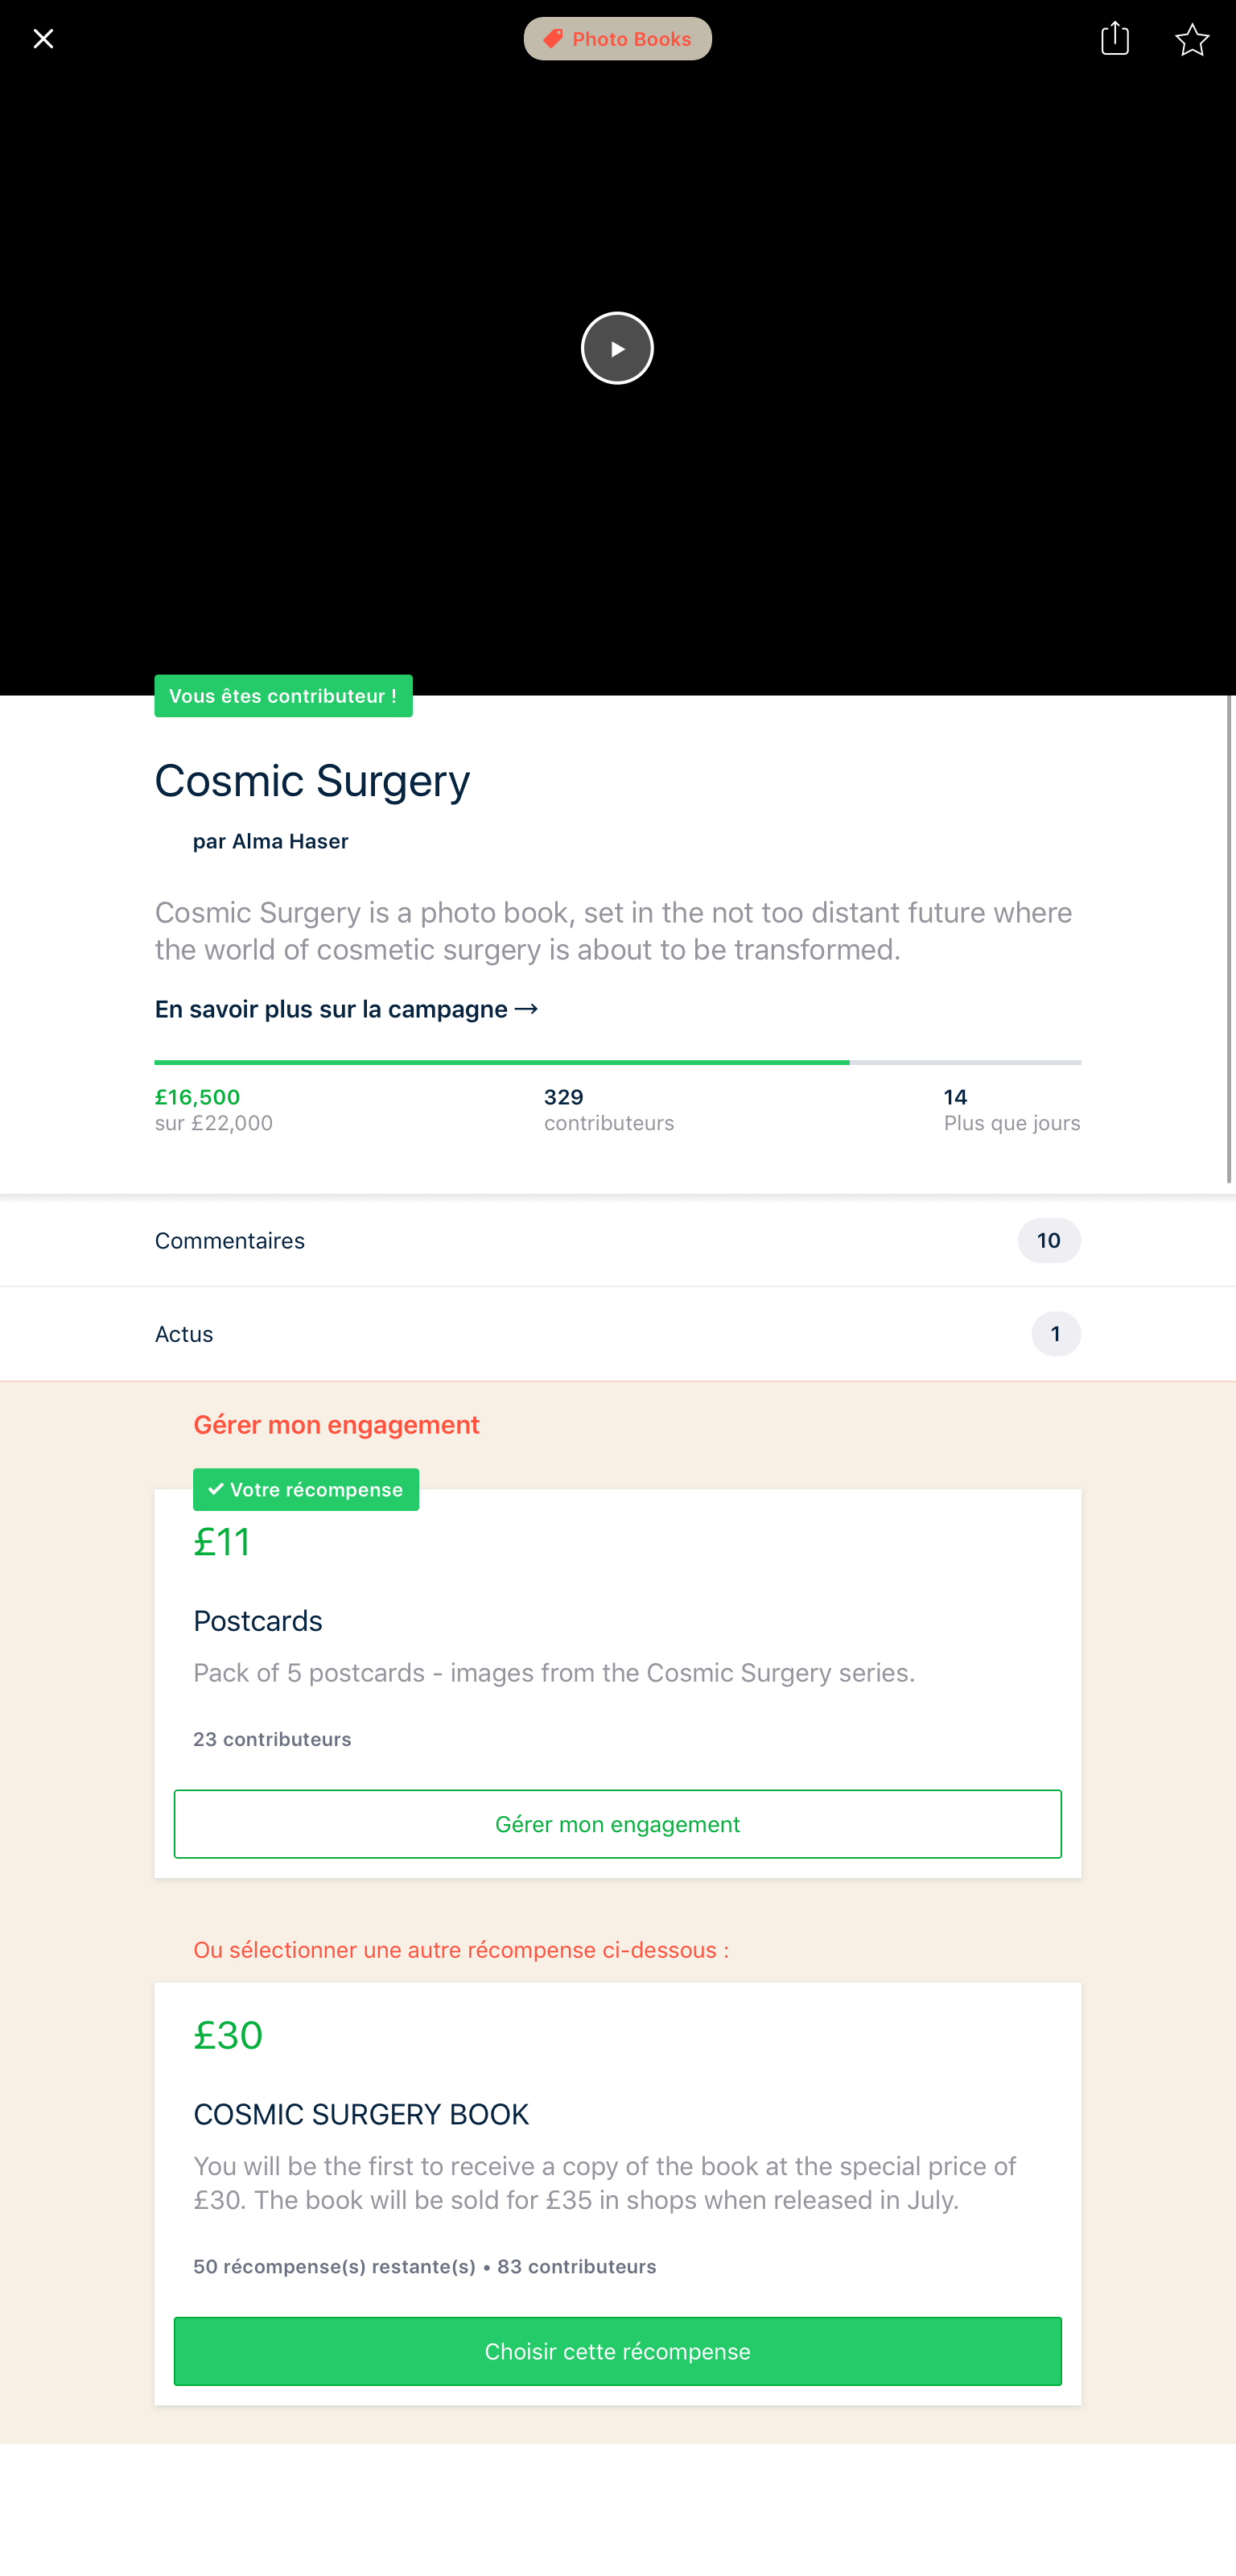 Photo Books
Vous êtes contributeur !
Cosmic Surgery
par Alma Haser
Cosmic Surgery is a photo book, set in the not too distant future where
the world of cosmetic surgery is about to be transformed.
En savoir plus sur la campagne →
£16,500
sur £22,000
329
contributeurs
14
Plus que jours
Commentaires
10
Actus
1
Gérer mon engagement
Votre récompense
£11
Postcards
Pack of 5 postcards - images from the Cosmic Surgery series.
23 contributeurs
Gérer mon engagement
Ou sélectionner une autre récompense ci-dessous :
£30
COSMIC SURGERY BOOK
You will be the first to receive a copy of the book at the special price of
£30. The book will be sold for £35 in shops when released in July.
50 récompense(s) restante(s) • 83 contributeurs
Choisir cette récompense